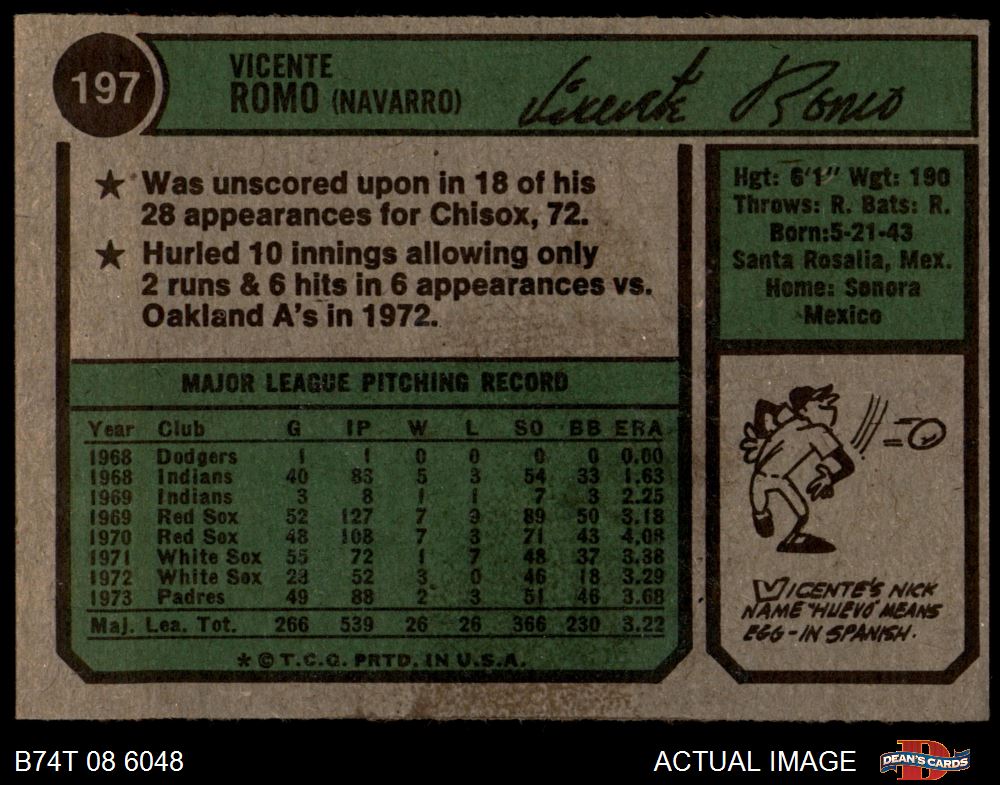 197
VICENTE
ROMO (NAVARRO)
Vicente Romo
★ Was unscored upon in 18 of his
28 appearances for Chisox, 72.
★ Hurled 10 innings allowing only
2 runs & 6 hits in 6 appearances vs.
Oakland A's in 1972.
Hgt: 6'1" Wgt: 190
Throws: R. Bats: R.
Born:5-21-43
Santa Rosalia, Mex.
Home: Sonora
Mexico
MAJOR LEAGUE PITCHING RECORD
Year Club G IP W L SO BB ERA
1968 Dodgers 1 1 0 0 0 0 0.00
1968 Indians 40 83 5 3 54 33 1.63
1969 Indians 3 8 1 1 7 3 2.25
1969 Red Sox 52 127 7 9 89 50 3.18
1970 Red Sox 48 108 7 3 71 43 4.08
1971 White Sox 55 72 1 7 48 37 3.38
1972 White Sox 28 52 3 0 46 18 3.29
1973 Padres 49 88 2 3 51 46 3.68
Maj. Lea. Tot. 266 539 26 26 366 230 3.22
* © T.C.G. PRTD. IN U.S.A.
VICENTE'S NICK
NAME "HUEVO" MEANS
EGG-IN SPANISH.
B74T 08 6048
ACTUAL IMAGE
D
DEAN'S CARDS